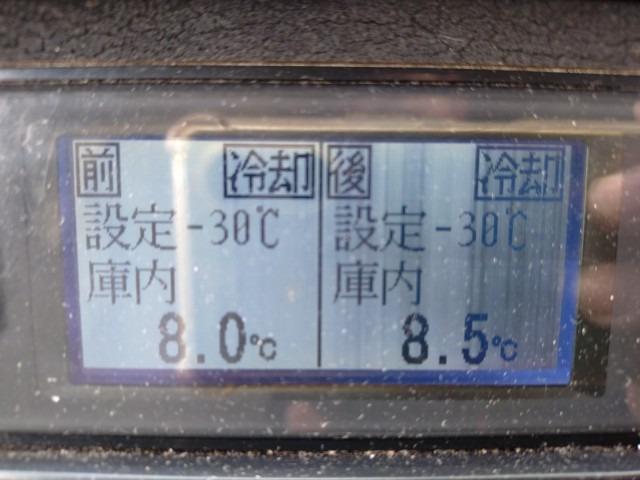 前 冷却
設定-30℃
庫内
8.0℃
後 冷却
設定-30℃
庫内
8.5℃